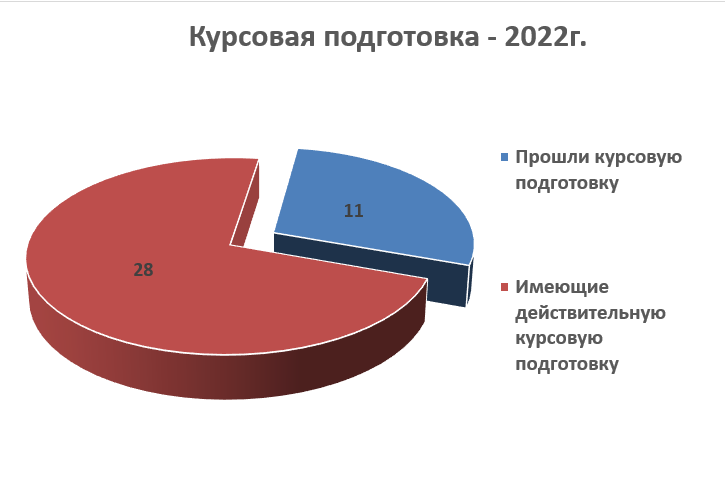 Курсовая подготовка - 2022г.
11
28
Прошли курсовую
подготовку
Имеющие
действительную
курсовую
подготовку